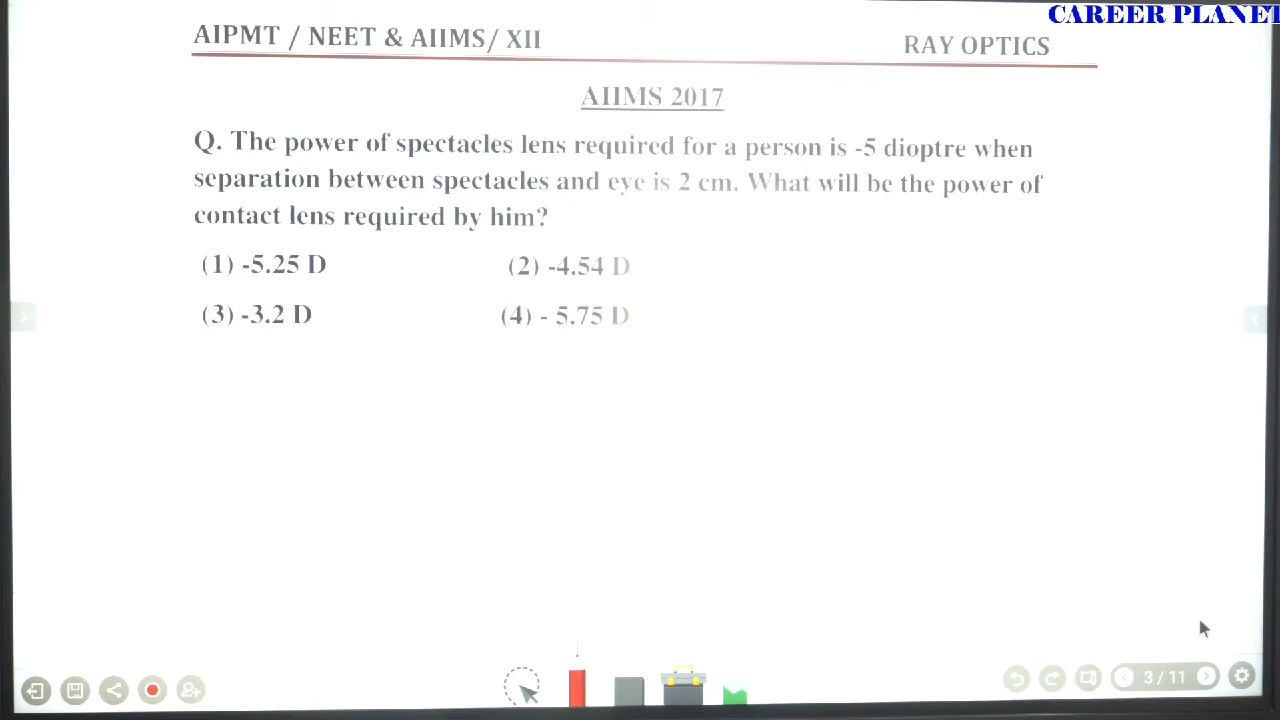 CAREER PLANET
AIPMT / NEET & AIIMS/ XII
RAY OPTICS
AIIMS 2017
Q. The power of spectacles lens required for a person is -5 dioptre when
separation between spectacles and eye is 2 cm. What will be the power of
contact lens required by him?
(1) -5.25 D (2) -4.54 D
(3) -3.2 D (4) - 5.75 D
3 / 11